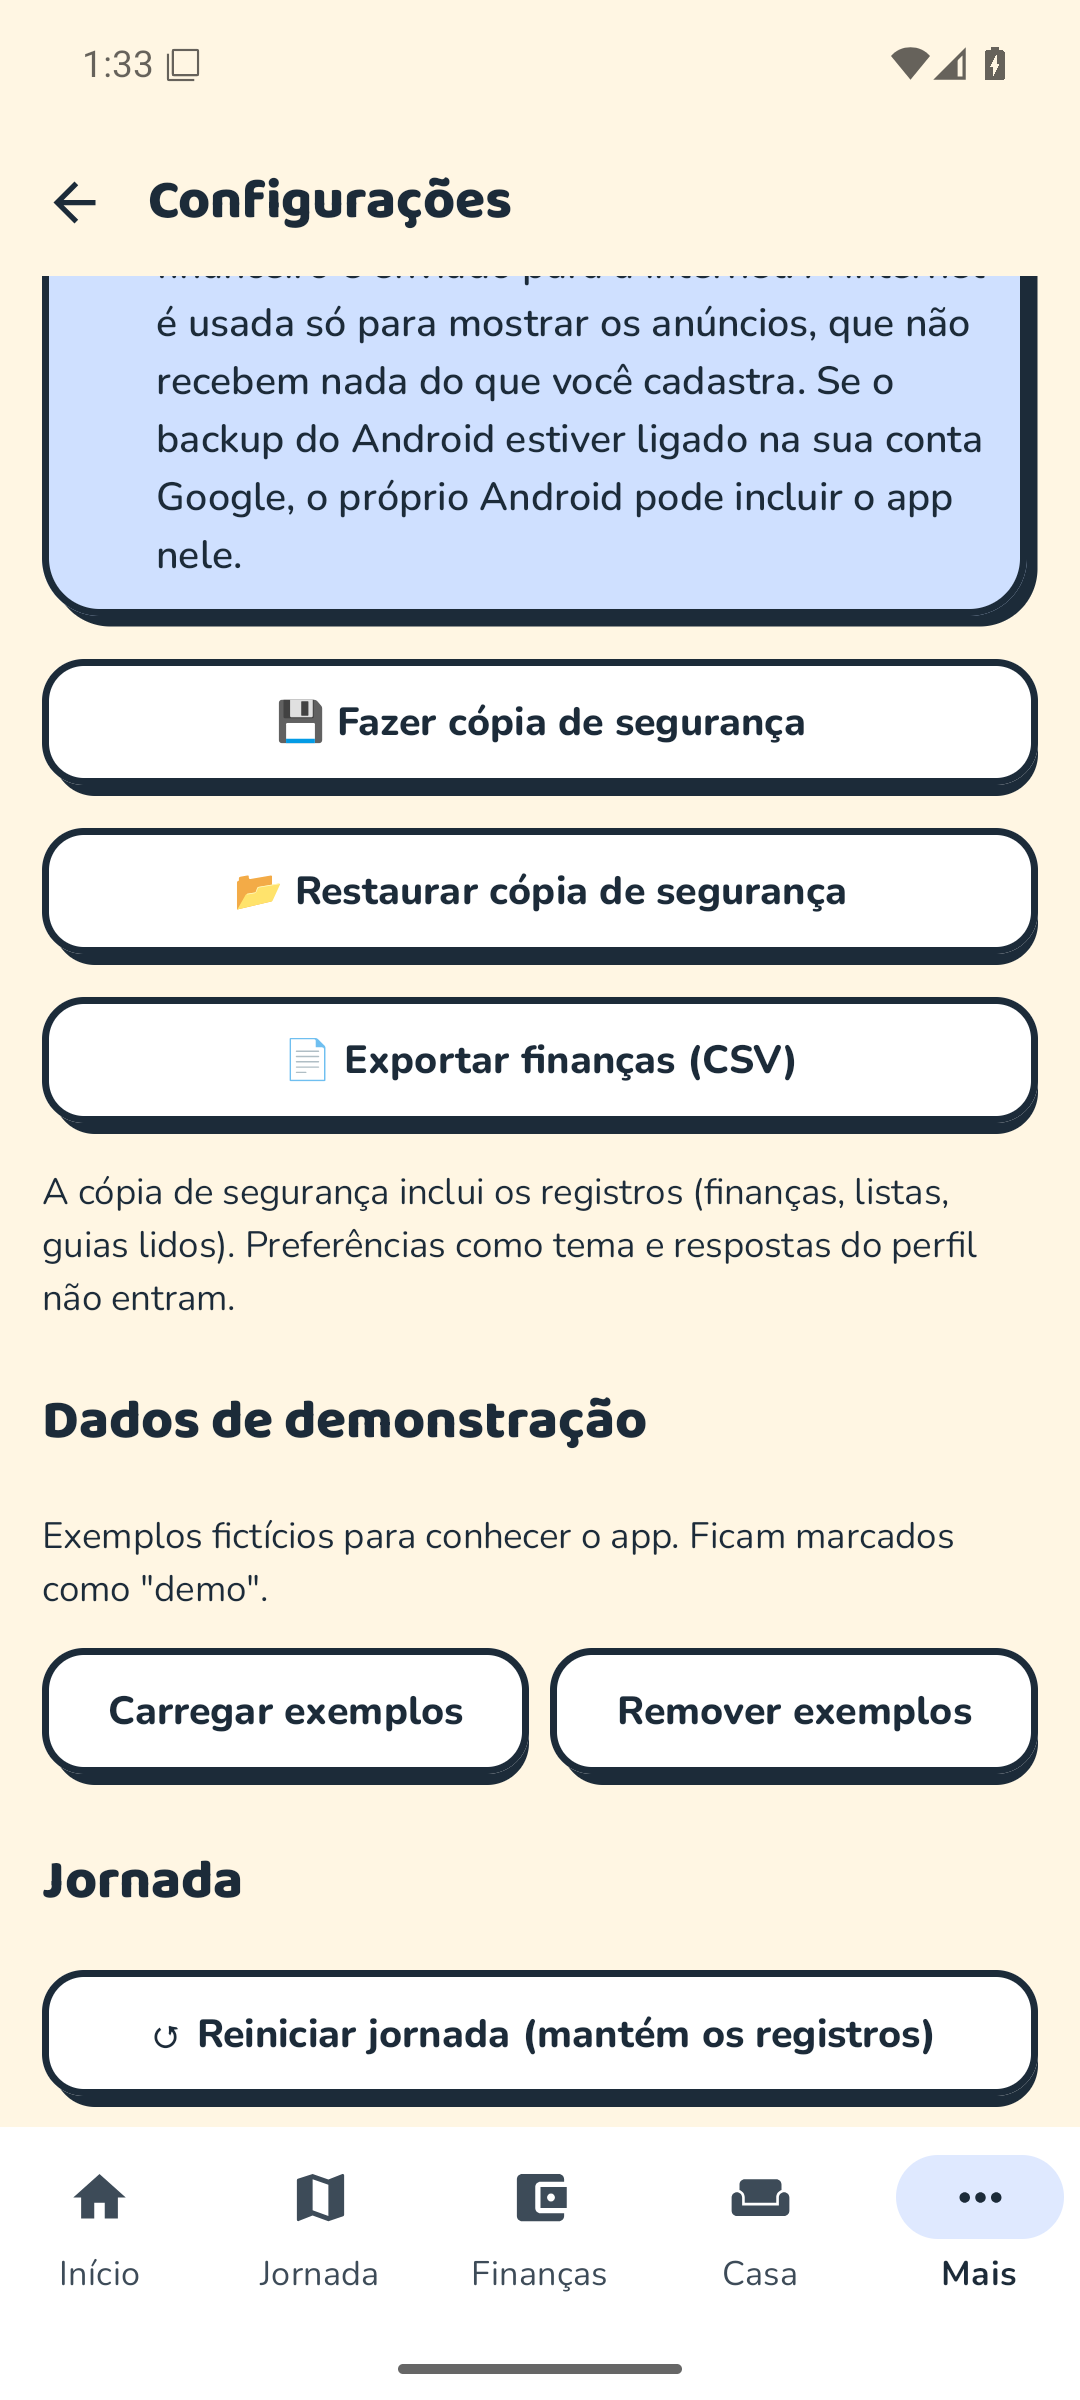 1:33
Configurações
é usada só para mostrar os anúncios, que não
recebem nada do que você cadastra. Se o
backup do Android estiver ligado na sua conta
Google, o próprio Android pode incluir o app
nele.
Fazer cópia de segurança
Restaurar cópia de segurança
Exportar finanças (CSV)
A cópia de segurança inclui os registros (finanças, listas,
guias lidos). Preferências como tema e respostas do perfil
não entram.
Dados de demonstração
Exemplos fictícios para conhecer o app. Ficam marcados
como "demo".
Carregar exemplos
Remover exemplos
Jornada
↺ Reiniciar jornada (mantém os registros)
Início
Jornada
Finanças
Casa
Mais